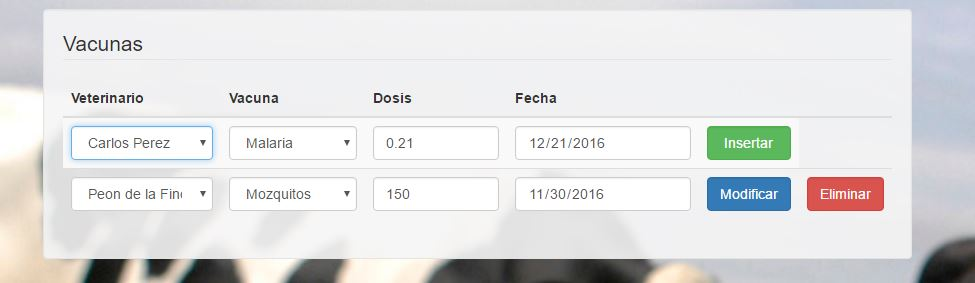 Vacunas
Veterinario Vacuna Dosis Fecha
Carlos Perez Malaria 0.21 12/21/2016 Insertar
Peon de la Fin Mozquitos 150 11/30/2016 Modificar Eliminar